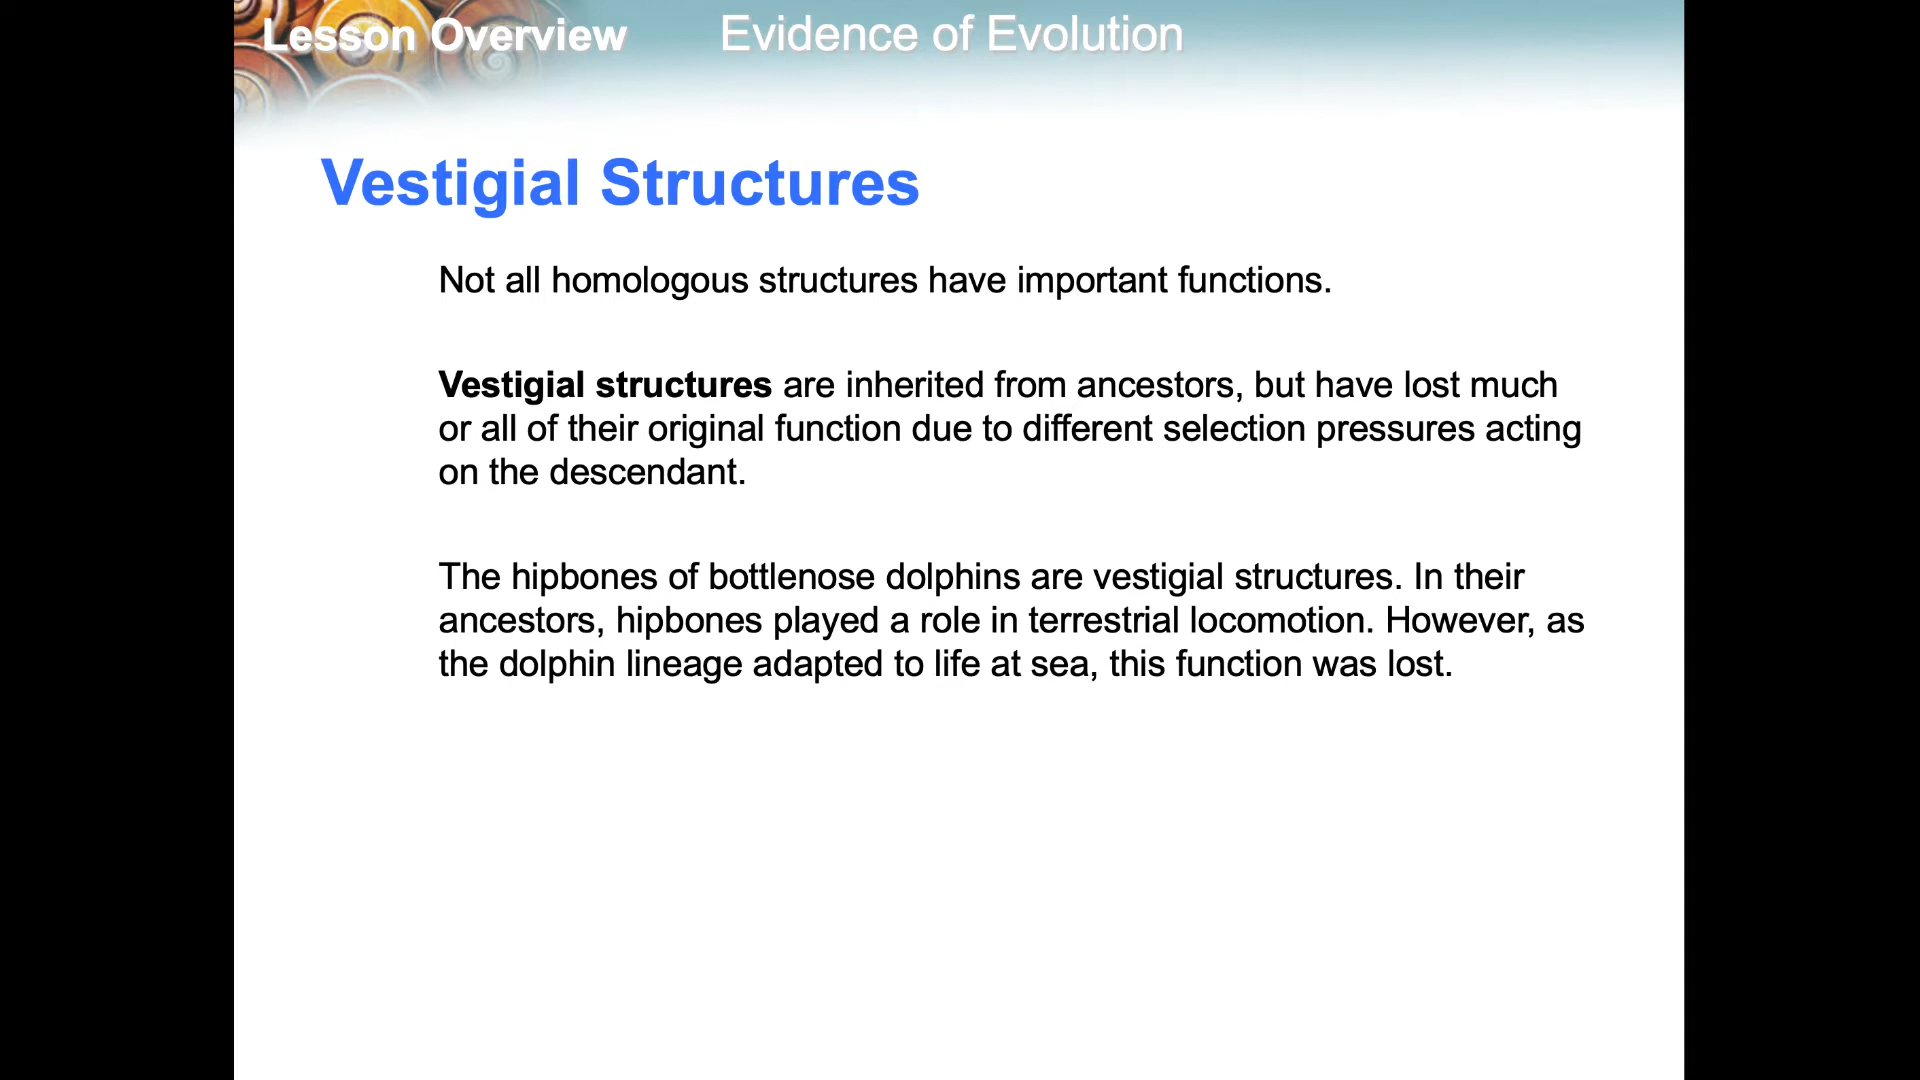 Lesson Overview Evidence of Evolution
Vestigial Structures
Not all homologous structures have important functions.
Vestigial structures are inherited from ancestors, but have lost much
or all of their original function due to different selection pressures acting
on the descendant.
The hipbones of bottlenose dolphins are vestigial structures. In their
ancestors, hipbones played a role in terrestrial locomotion. However, as
the dolphin lineage adapted to life at sea, this function was lost.